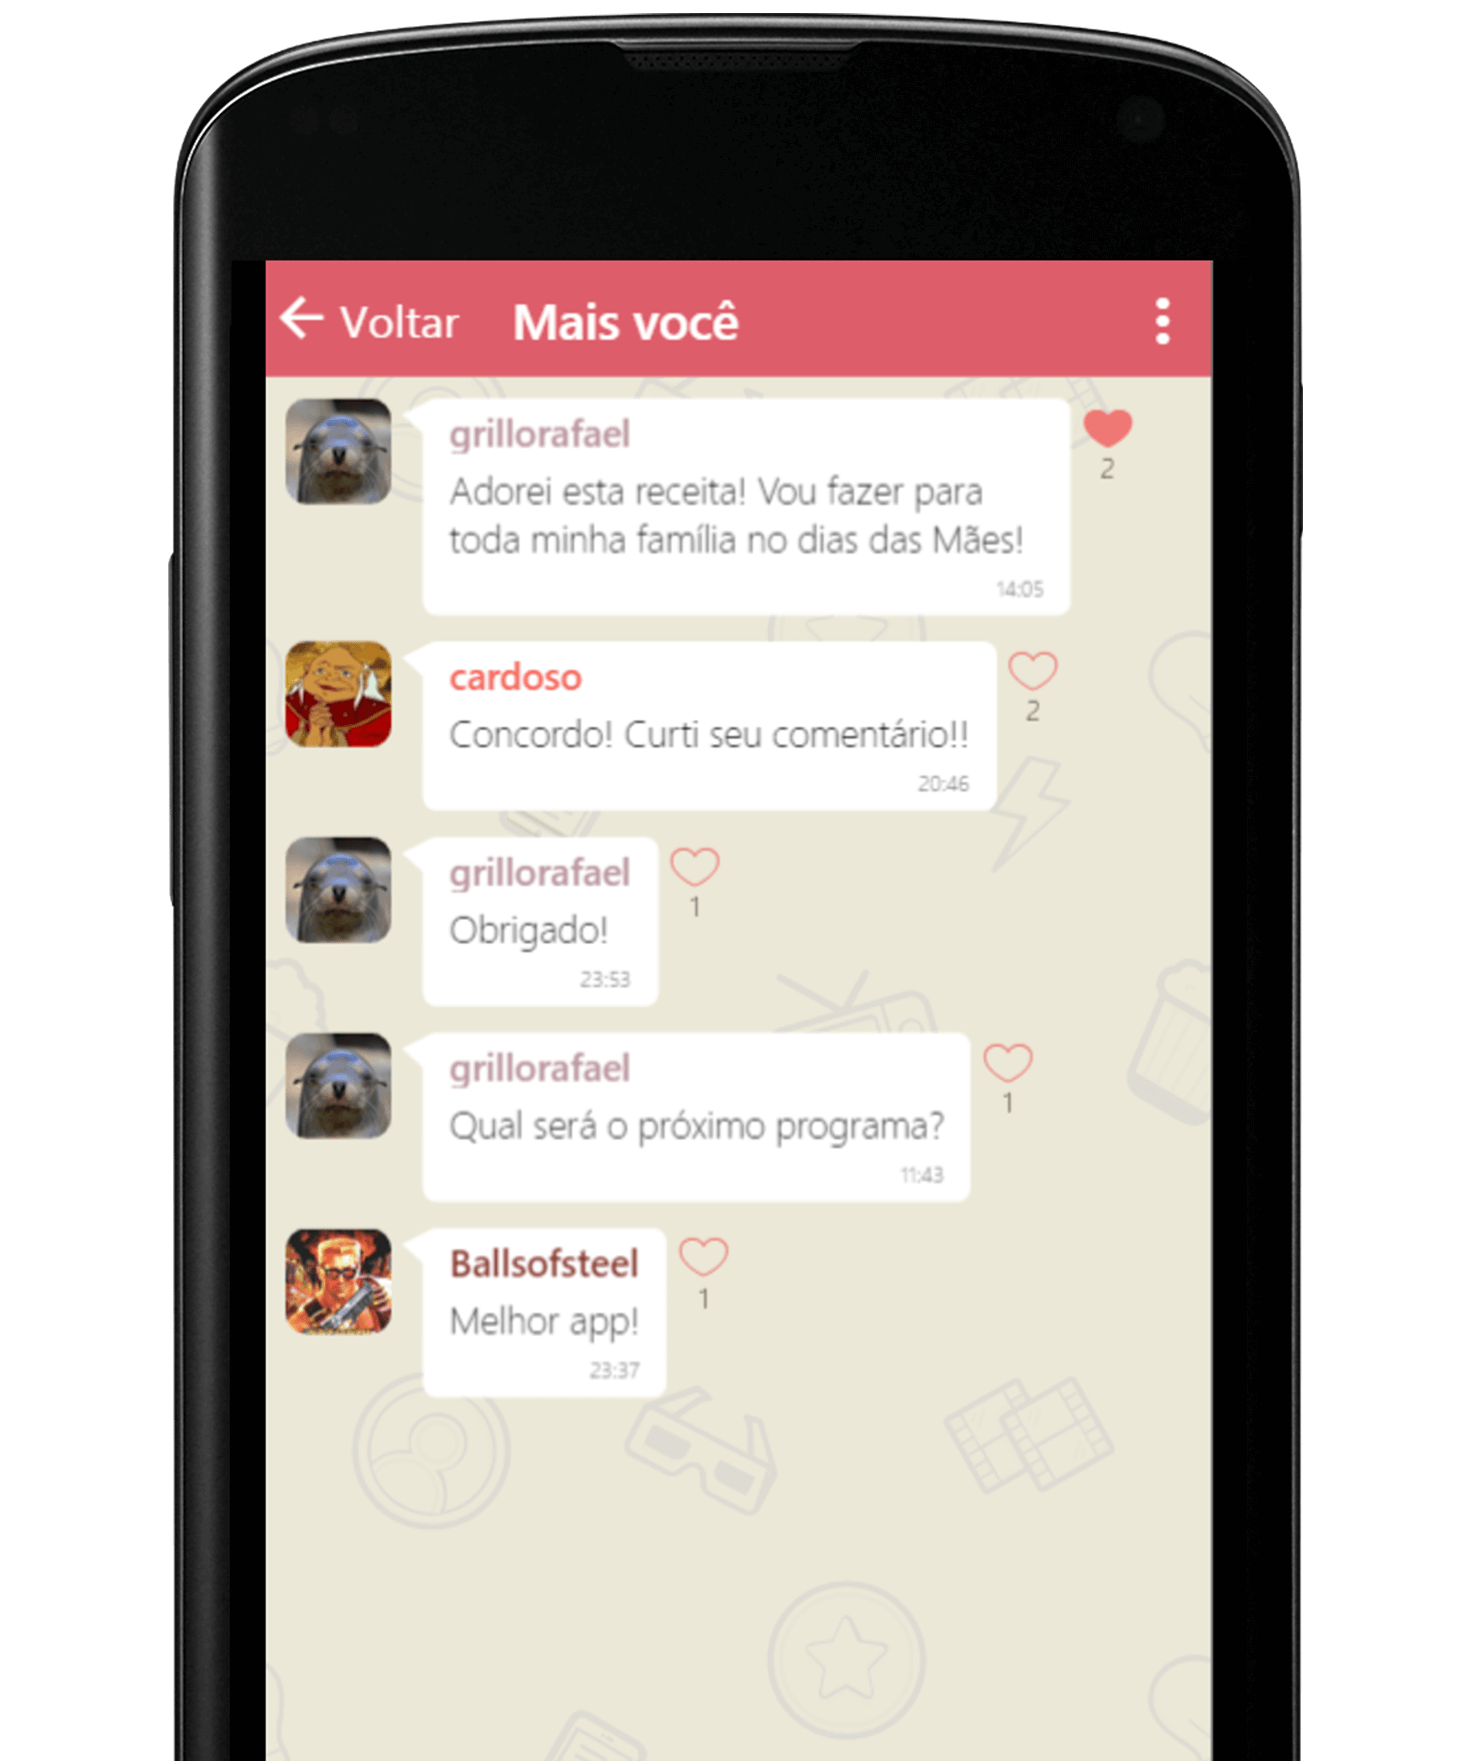 Voltar Mais você
grillorafael
Adorei esta receita! Vou fazer para
toda minha família no dias das Mães!
14:05
2
cardoso
Concordo! Curti seu comentário!!
20:46
2
grillorafael
Obrigado!
23:53
1
grillorafael
Qual será o próximo programa?
11:43
1
Ballsofsteel
Melhor app!
23:37
1